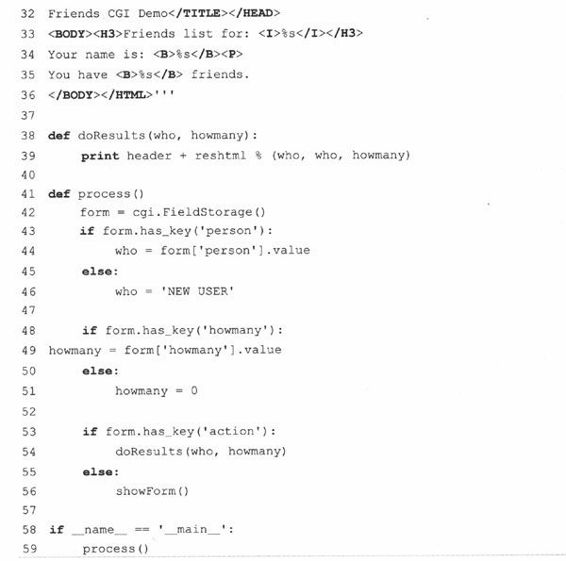 32 Friends CGI Demo</TITLE></HEAD>
33 <BODY><H3>Friends list for: <I>%s</I></H3>
34 Your name is: <B>%s</B><P>
35 You have <B>%s</B> friends.
36 </BODY></HTML>'''
37
38 def doResults(who, howmany):
39     print header + reshtml % (who, who, howmany)
40
41 def process()
42     form = cgi.FieldStorage()
43     if form.has_key('person'):
44         who = form['person'].value
45     else:
46         who = 'NEW USER'
47
48     if form.has_key('howmany'):
49 howmany = form['howmany'].value
50     else:
51         howmany = 0
52
53     if form.has_key('action'):
54         doResults(who, howmany)
55     else:
56         showForm()
57
58 if __name__ == '__main__':
59     process()